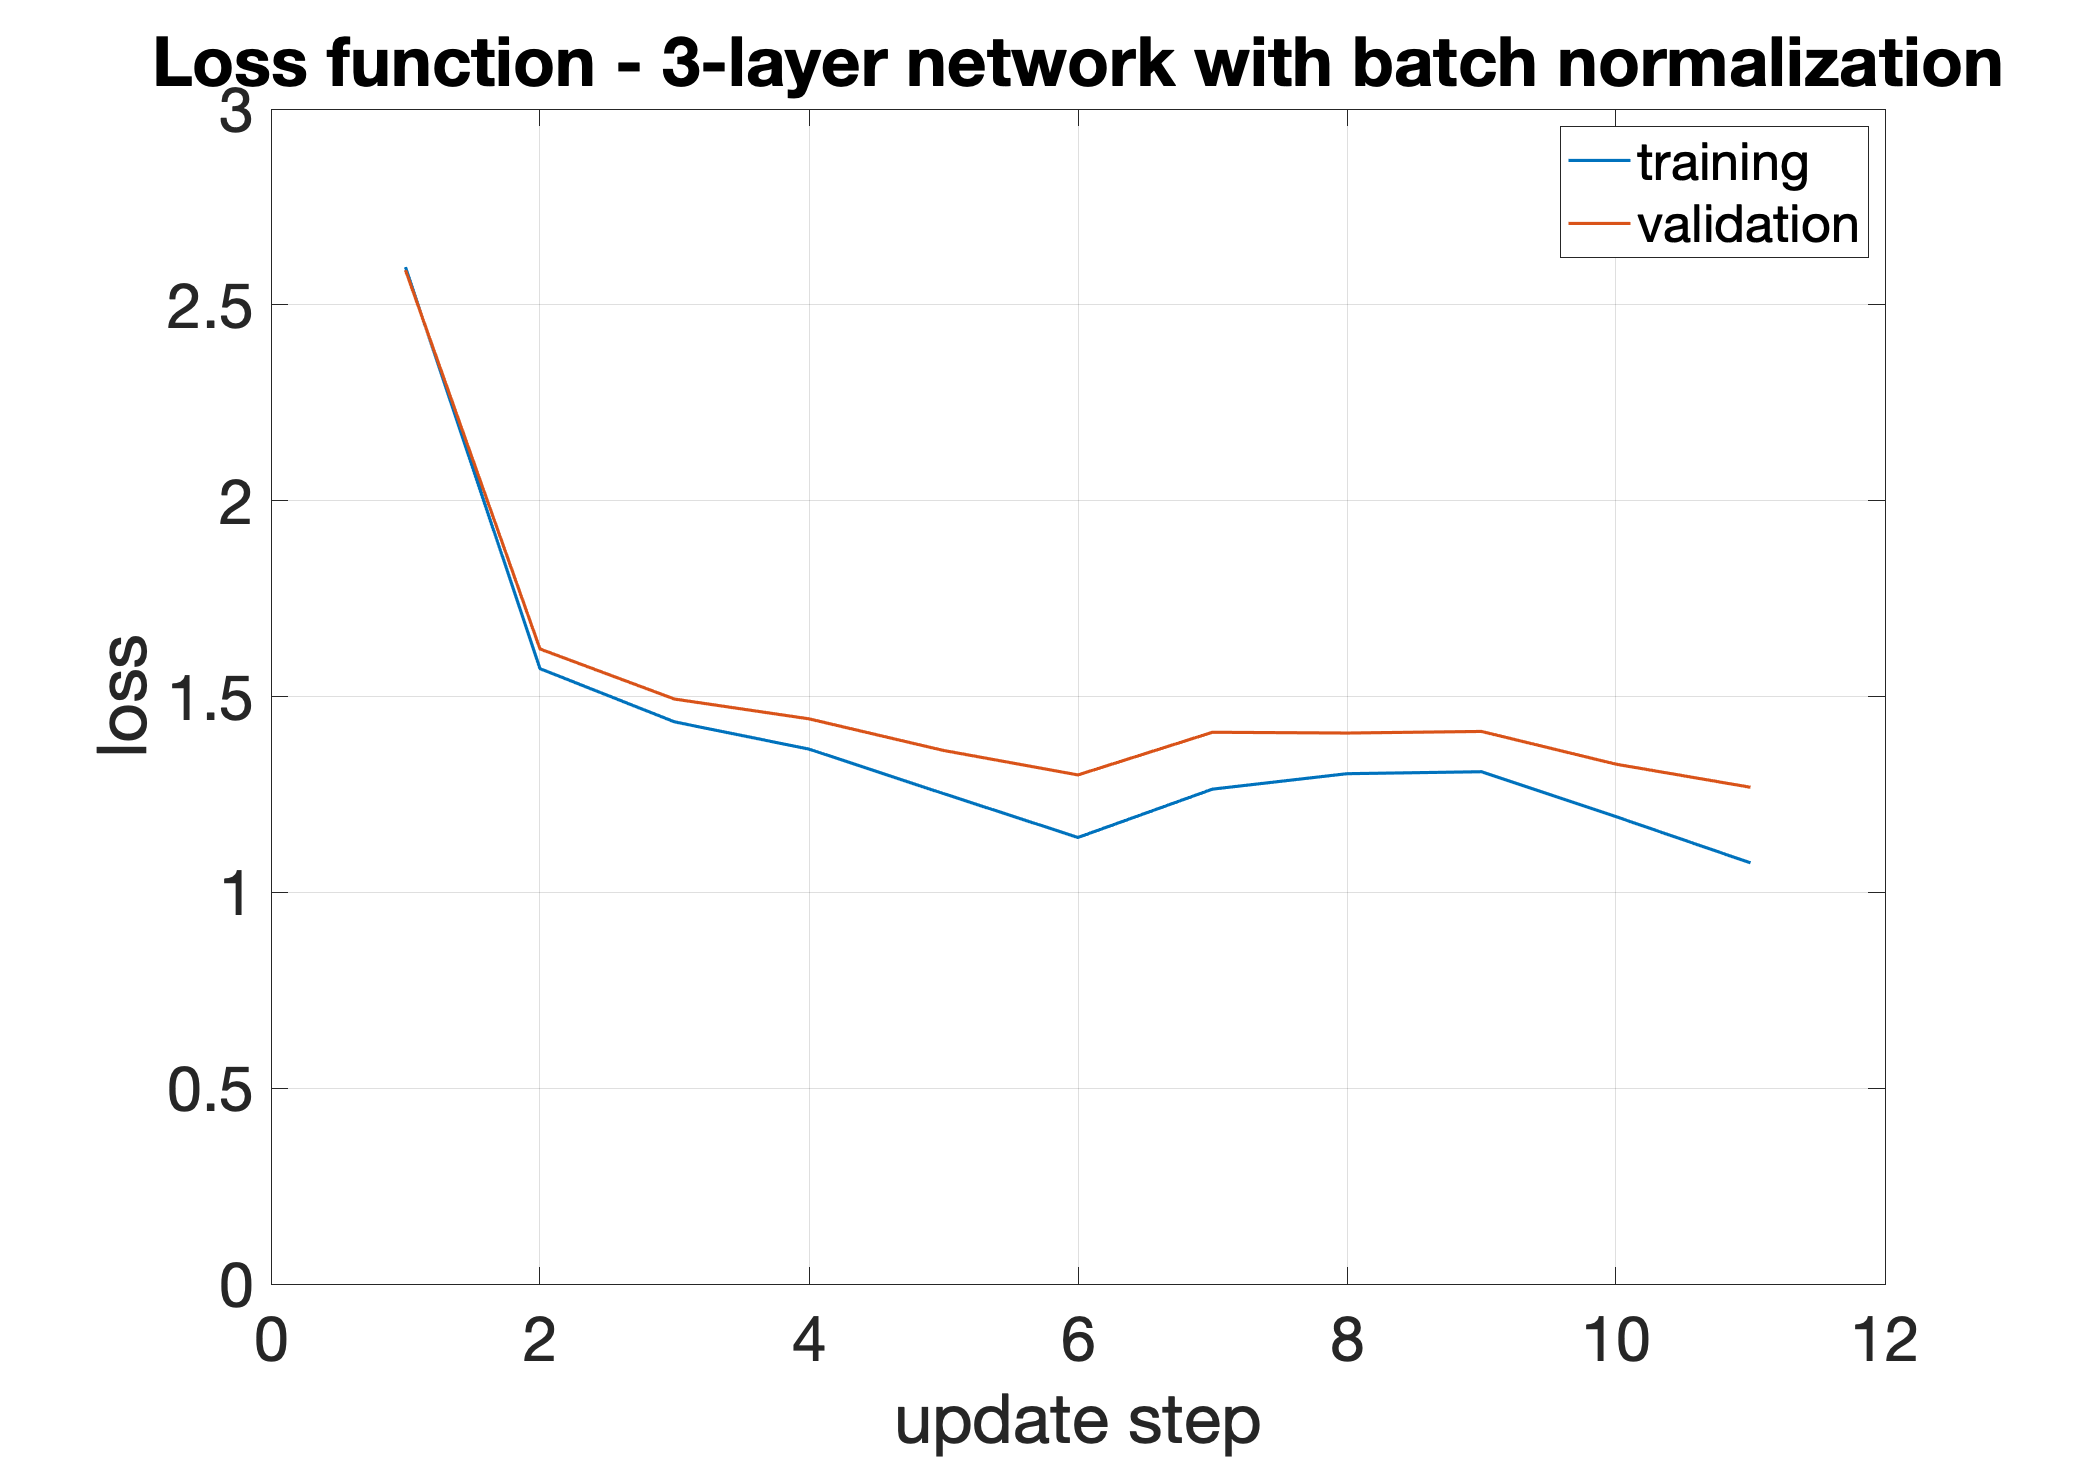 Loss function - 3-layer network with batch normalization
3
2.5
2
1.5
1
0.5
0
loss
training
validation
0 2 4 6 8 10 12
update step